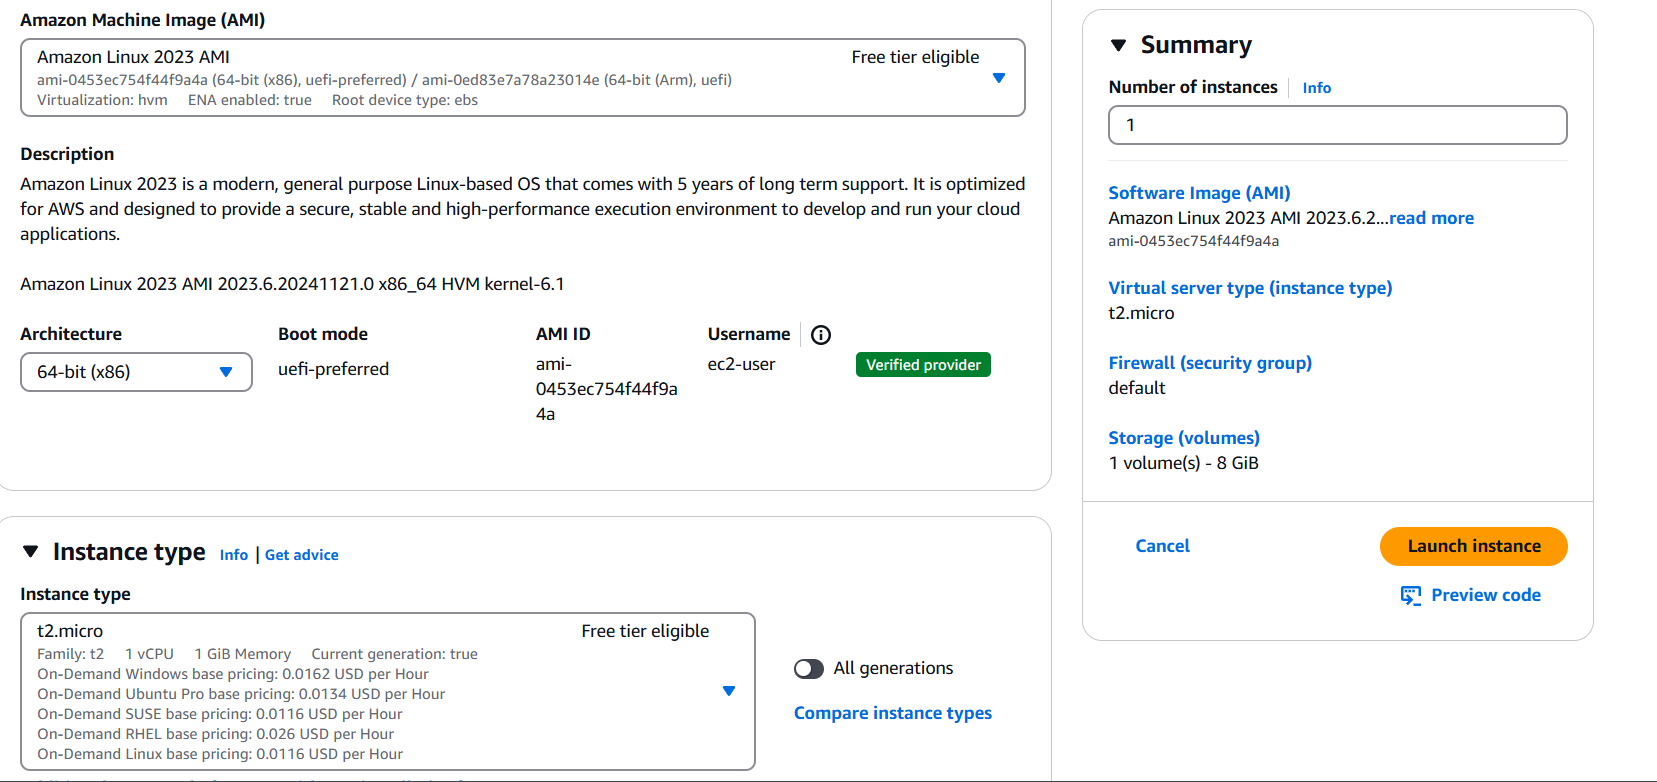 Amazon Machine Image (AMI)
Amazon Linux 2023 AMI
Free tier eligible
ami-0453ec754f44f9a4a (64-bit (x86), uefi-preferred) / ami-0ed83e7a78a23014e (64-bit (Arm), uefi)
Virtualization: hvm ENA enabled: true Root device type: ebs
Description
Amazon Linux 2023 is a modern, general purpose Linux-based OS that comes with 5 years of long term support. It is optimized
for AWS and designed to provide a secure, stable and high-performance execution environment to develop and run your cloud
applications.
Amazon Linux 2023 AMI 2023.6.20241121.0 x86_64 HVM kernel-6.1
Architecture
64-bit (x86)
Boot mode
uefi-preferred
AMI ID
ami-
0453ec754f44f9a
4a
Username
ec2-user
Verified provider
Instance type Info | Get advice
Instance type
t2.micro
Free tier eligible
Family: t2 1 vCPU 1 GiB Memory Current generation: true
On-Demand Windows base pricing: 0.0162 USD per Hour
On-Demand Ubuntu Pro base pricing: 0.0134 USD per Hour
On-Demand SUSE base pricing: 0.0116 USD per Hour
On-Demand RHEL base pricing: 0.026 USD per Hour
On-Demand Linux base pricing: 0.0116 USD per Hour
All generations
Compare instance types
Summary
Number of instances Info
1
Software Image (AMI)
Amazon Linux 2023 AMI 2023.6.2...read more
ami-0453ec754f44f9a4a
Virtual server type (instance type)
t2.micro
Firewall (security group)
default
Storage (volumes)
1 volume(s) - 8 GiB
Cancel
Launch instance
Preview code